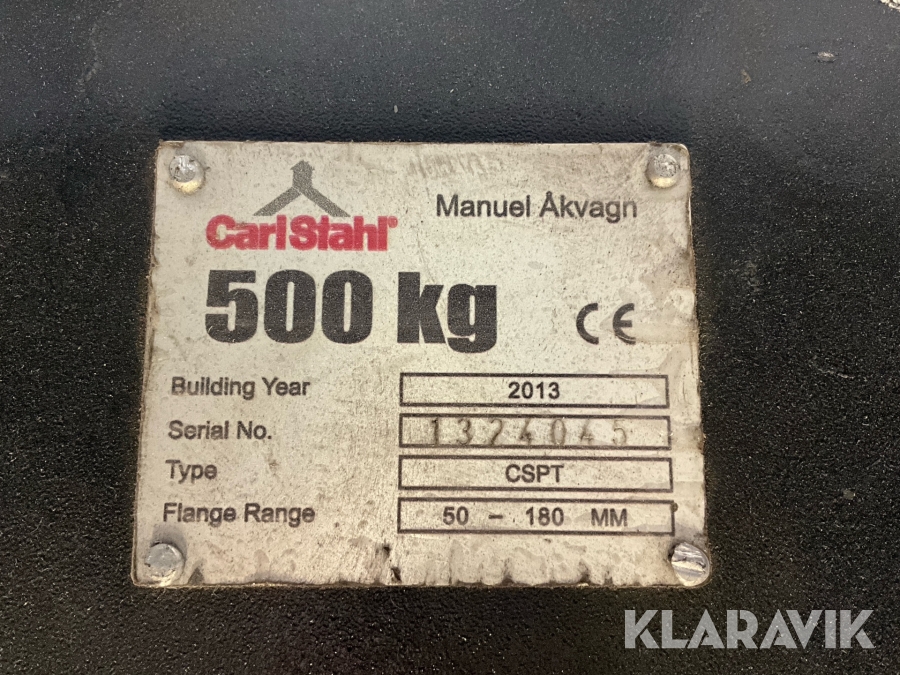 CarlStahl®
Manuel Åkvagn
500 kg
CE
Building Year 2013
Serial No. 1324045
Type CSPT
Flange Range 50 – 180 MM
KLARAVIK